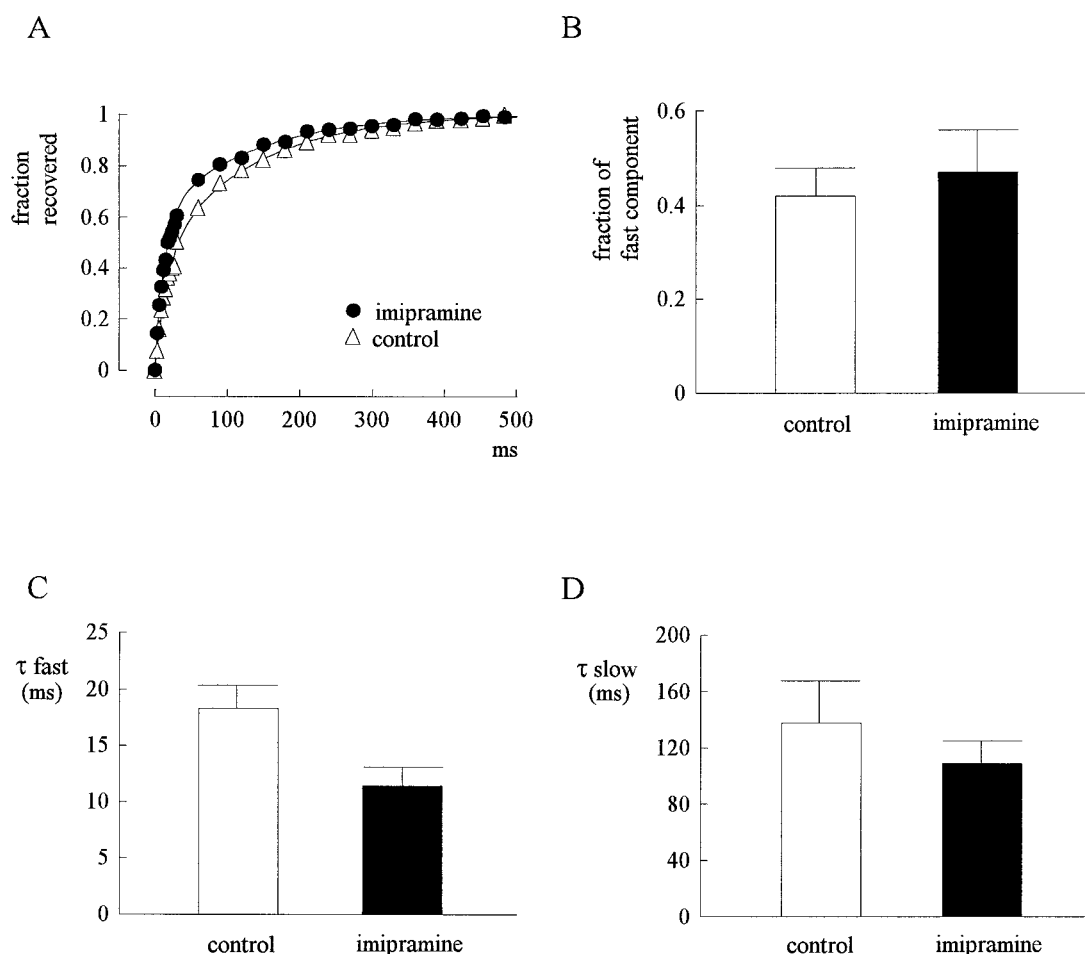 A
fraction
recovered
1
0.8
0.6
0.4
0.2
0
imipramine
control
0 100 200 300 400 500
ms
B
fraction of
fast component
0.6
0.4
0.2
0
control imipramine
C
τ fast
(ms)
25
20
15
10
5
0
control imipramine
D
τ slow
(ms)
200
160
120
80
40
0
control imipramine